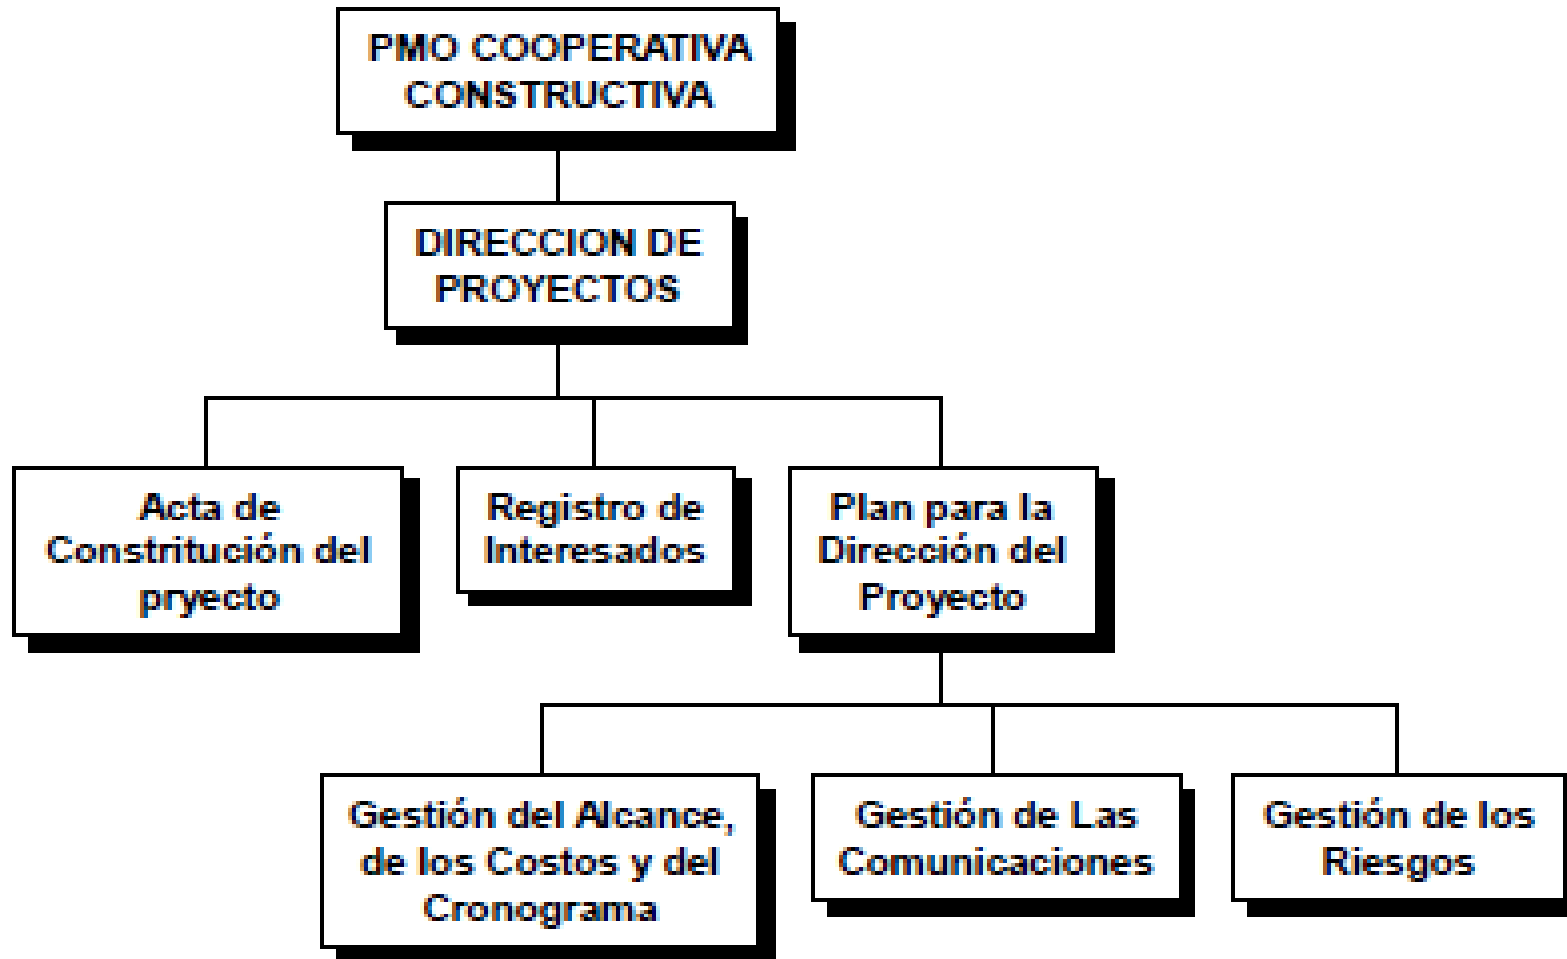 PMO COOPERATIVA
CONSTRUCTIVA
DIRECCION DE
PROYECTOS
Acta de
Constritución del
pryecto
Registro de
Interesados
Plan para la
Dirección del
Proyecto
Gestión del Alcance,
de los Costos y del
Cronograma
Gestión de Las
Comunicaciones
Gestión de los
Riesgos